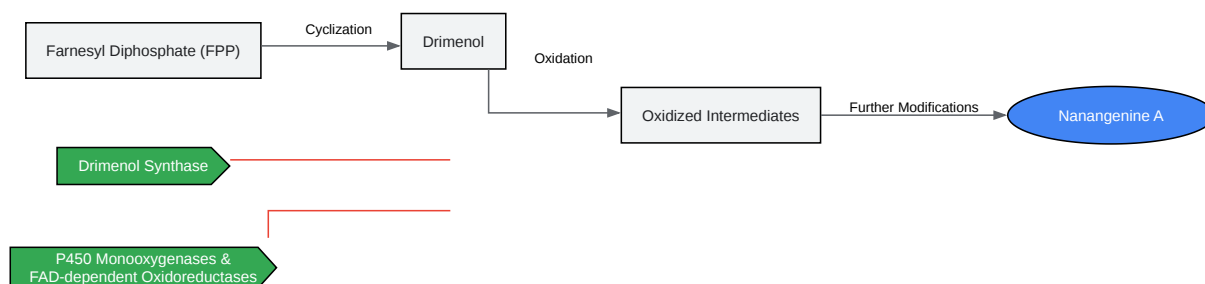 Farnesyl Diphosphate (FPP)
Cyclization
Drimenol
Oxidation
Oxidized Intermediates
Further Modifications
Nanangenine A
Drimenol Synthase
P450 Monooxygenases &
FAD-dependent Oxidoreductases